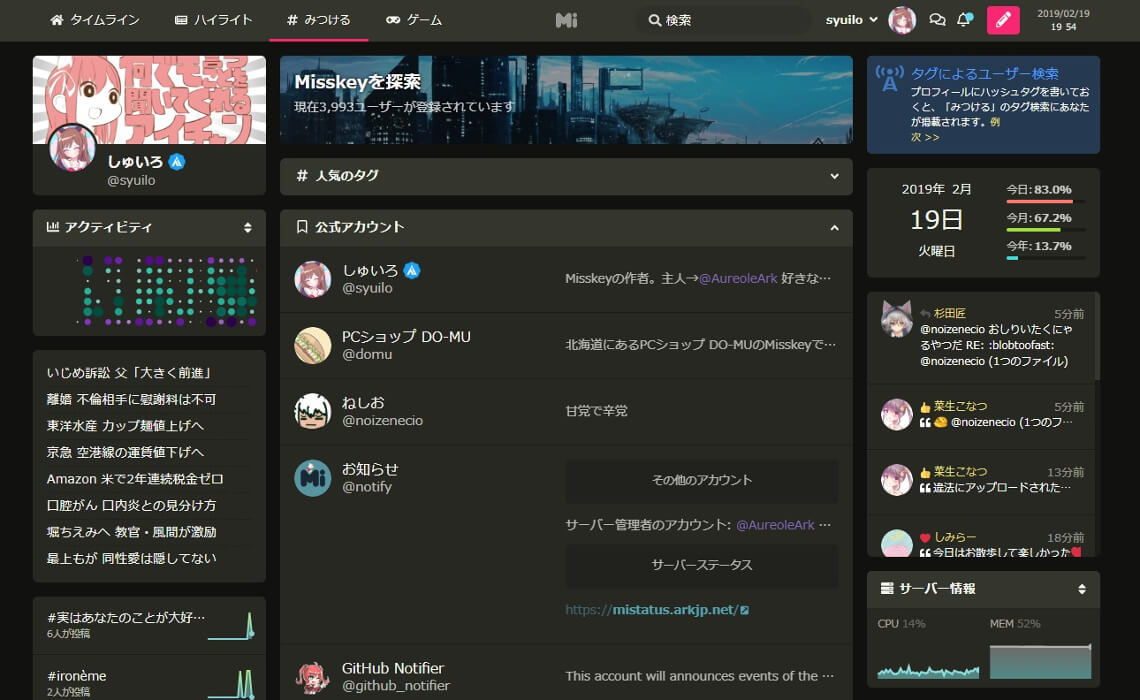 タイムライン
ハイライト
# みつける
ゲーム
Mi
検索
syuilo
2019/02/19
19 54
何でも言うことを
聞いてくれる
アイチャン
しゅいろ
@syuilo
アクティビティ
いじめ訴訟 父「大きく前進」
離婚 不倫相手に慰謝料は不可
東洋水産 カップ麺値上げへ
京急 空港線の運賃値下げへ
Amazon 米で2年連続税金ゼロ
口腔がん 口内炎との見分け方
堀ちえみへ 教官・風間が激励
最上もが 同性愛は隠してない
#実はあなたのことが大好…
6人が投稿
#ironème
2人が投稿
Misskeyを探索
現在3,993ユーザーが登録されています
# 人気のタグ
公式アカウント
しゅいろ
@syuilo
Misskeyの作者。主人→@AureoleArk 好きな…
PCショップ DO-MU
@domu
北海道にあるPCショップ DO-MUのMisskeyで…
ねしお
@noizenecio
甘党で辛党
Mi
お知らせ
@notify
その他のアカウント
サーバー管理者のアカウント: @AureoleArk …
サーバーステータス
https://mistatus.arkjp.net/
GitHub Notifier
@github_notifier
This account will announces events of the …
タグによるユーザー検索
プロフィールにハッシュタグを書いてお
くと、「みつける」のタグ検索にあなた
が掲載されます。例
次 >>
2019年 2月
19日
火曜日
今日: 83.0%
今月: 67.2%
今年: 13.7%
杉田匠
5分前
@noizenecio おしりいたくにゃ
るやつだ RE: :blobtoofast:
@noizenecio (1つのファイル)
菜生こなつ
5分前
@noizenecio (1つのフ…
菜生こなつ
13分前
違法にアップロードされた…
しみらー
18分前
今日はお散歩して楽しかった
サーバー情報
CPU 14%
MEM 52%